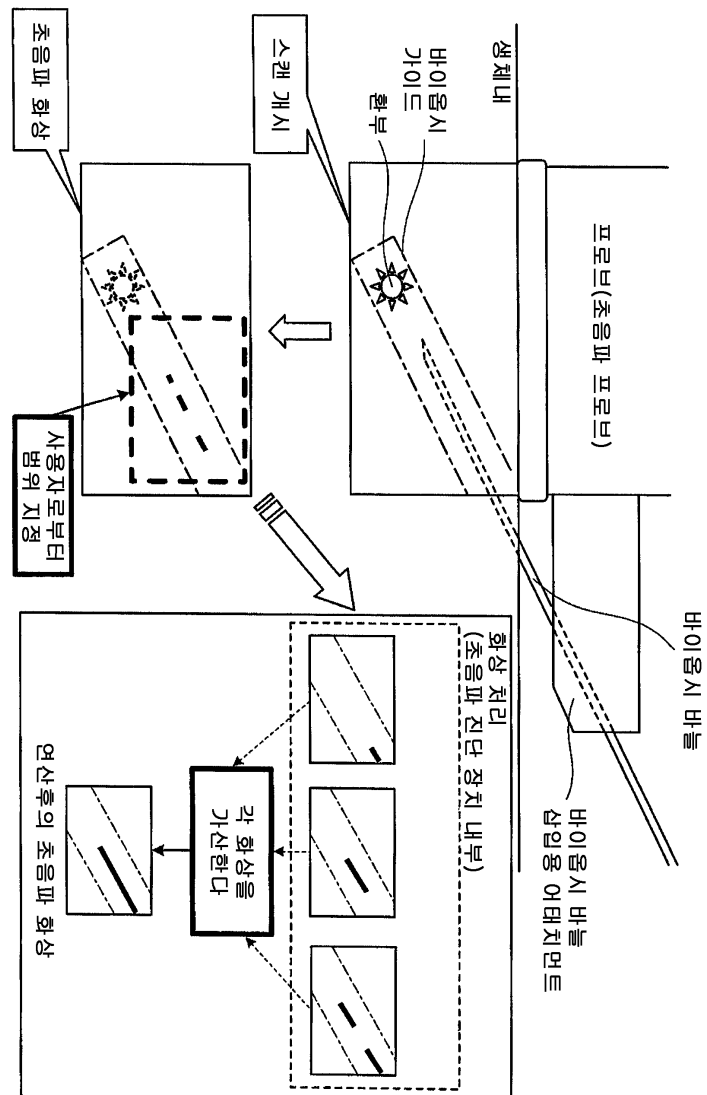 프로브(초음파 프로브)
바이옵시 바늘
바이옵시 바늘
삽입용 어태치먼트
생체내
바이옵시
가이드
환부
스캔 개시
초음파 화상
사용자로부터
범위 지정
화상 처리
(초음파 진단 장치 내부)
각 화상을
가산한다
연산후의 초음파 화상